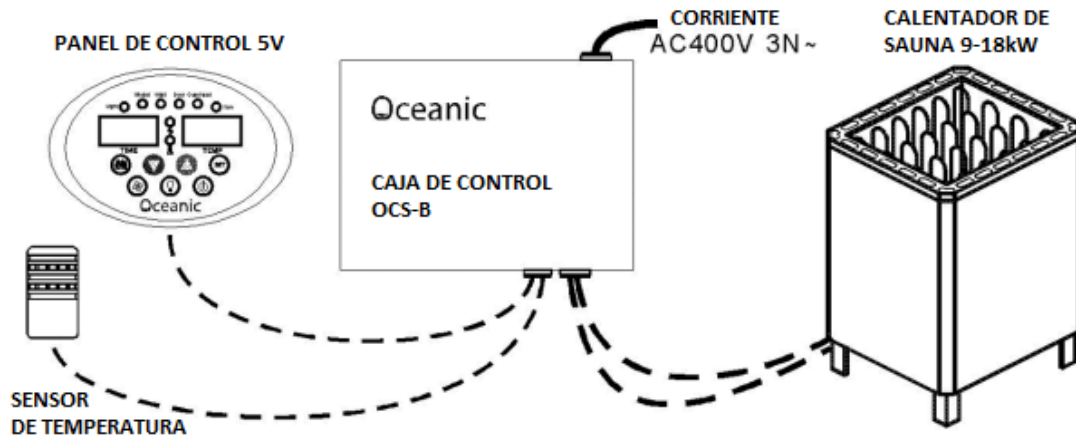 PANEL DE CONTROL 5V
CORRIENTE
AC400V 3N~
CALENTADOR DE
SAUNA 9-18kW
Oceanic
CAJA DE CONTROL
OCS-B
TIME
TEMP
SET
Oceanic
SENSOR
DE TEMPERATURA